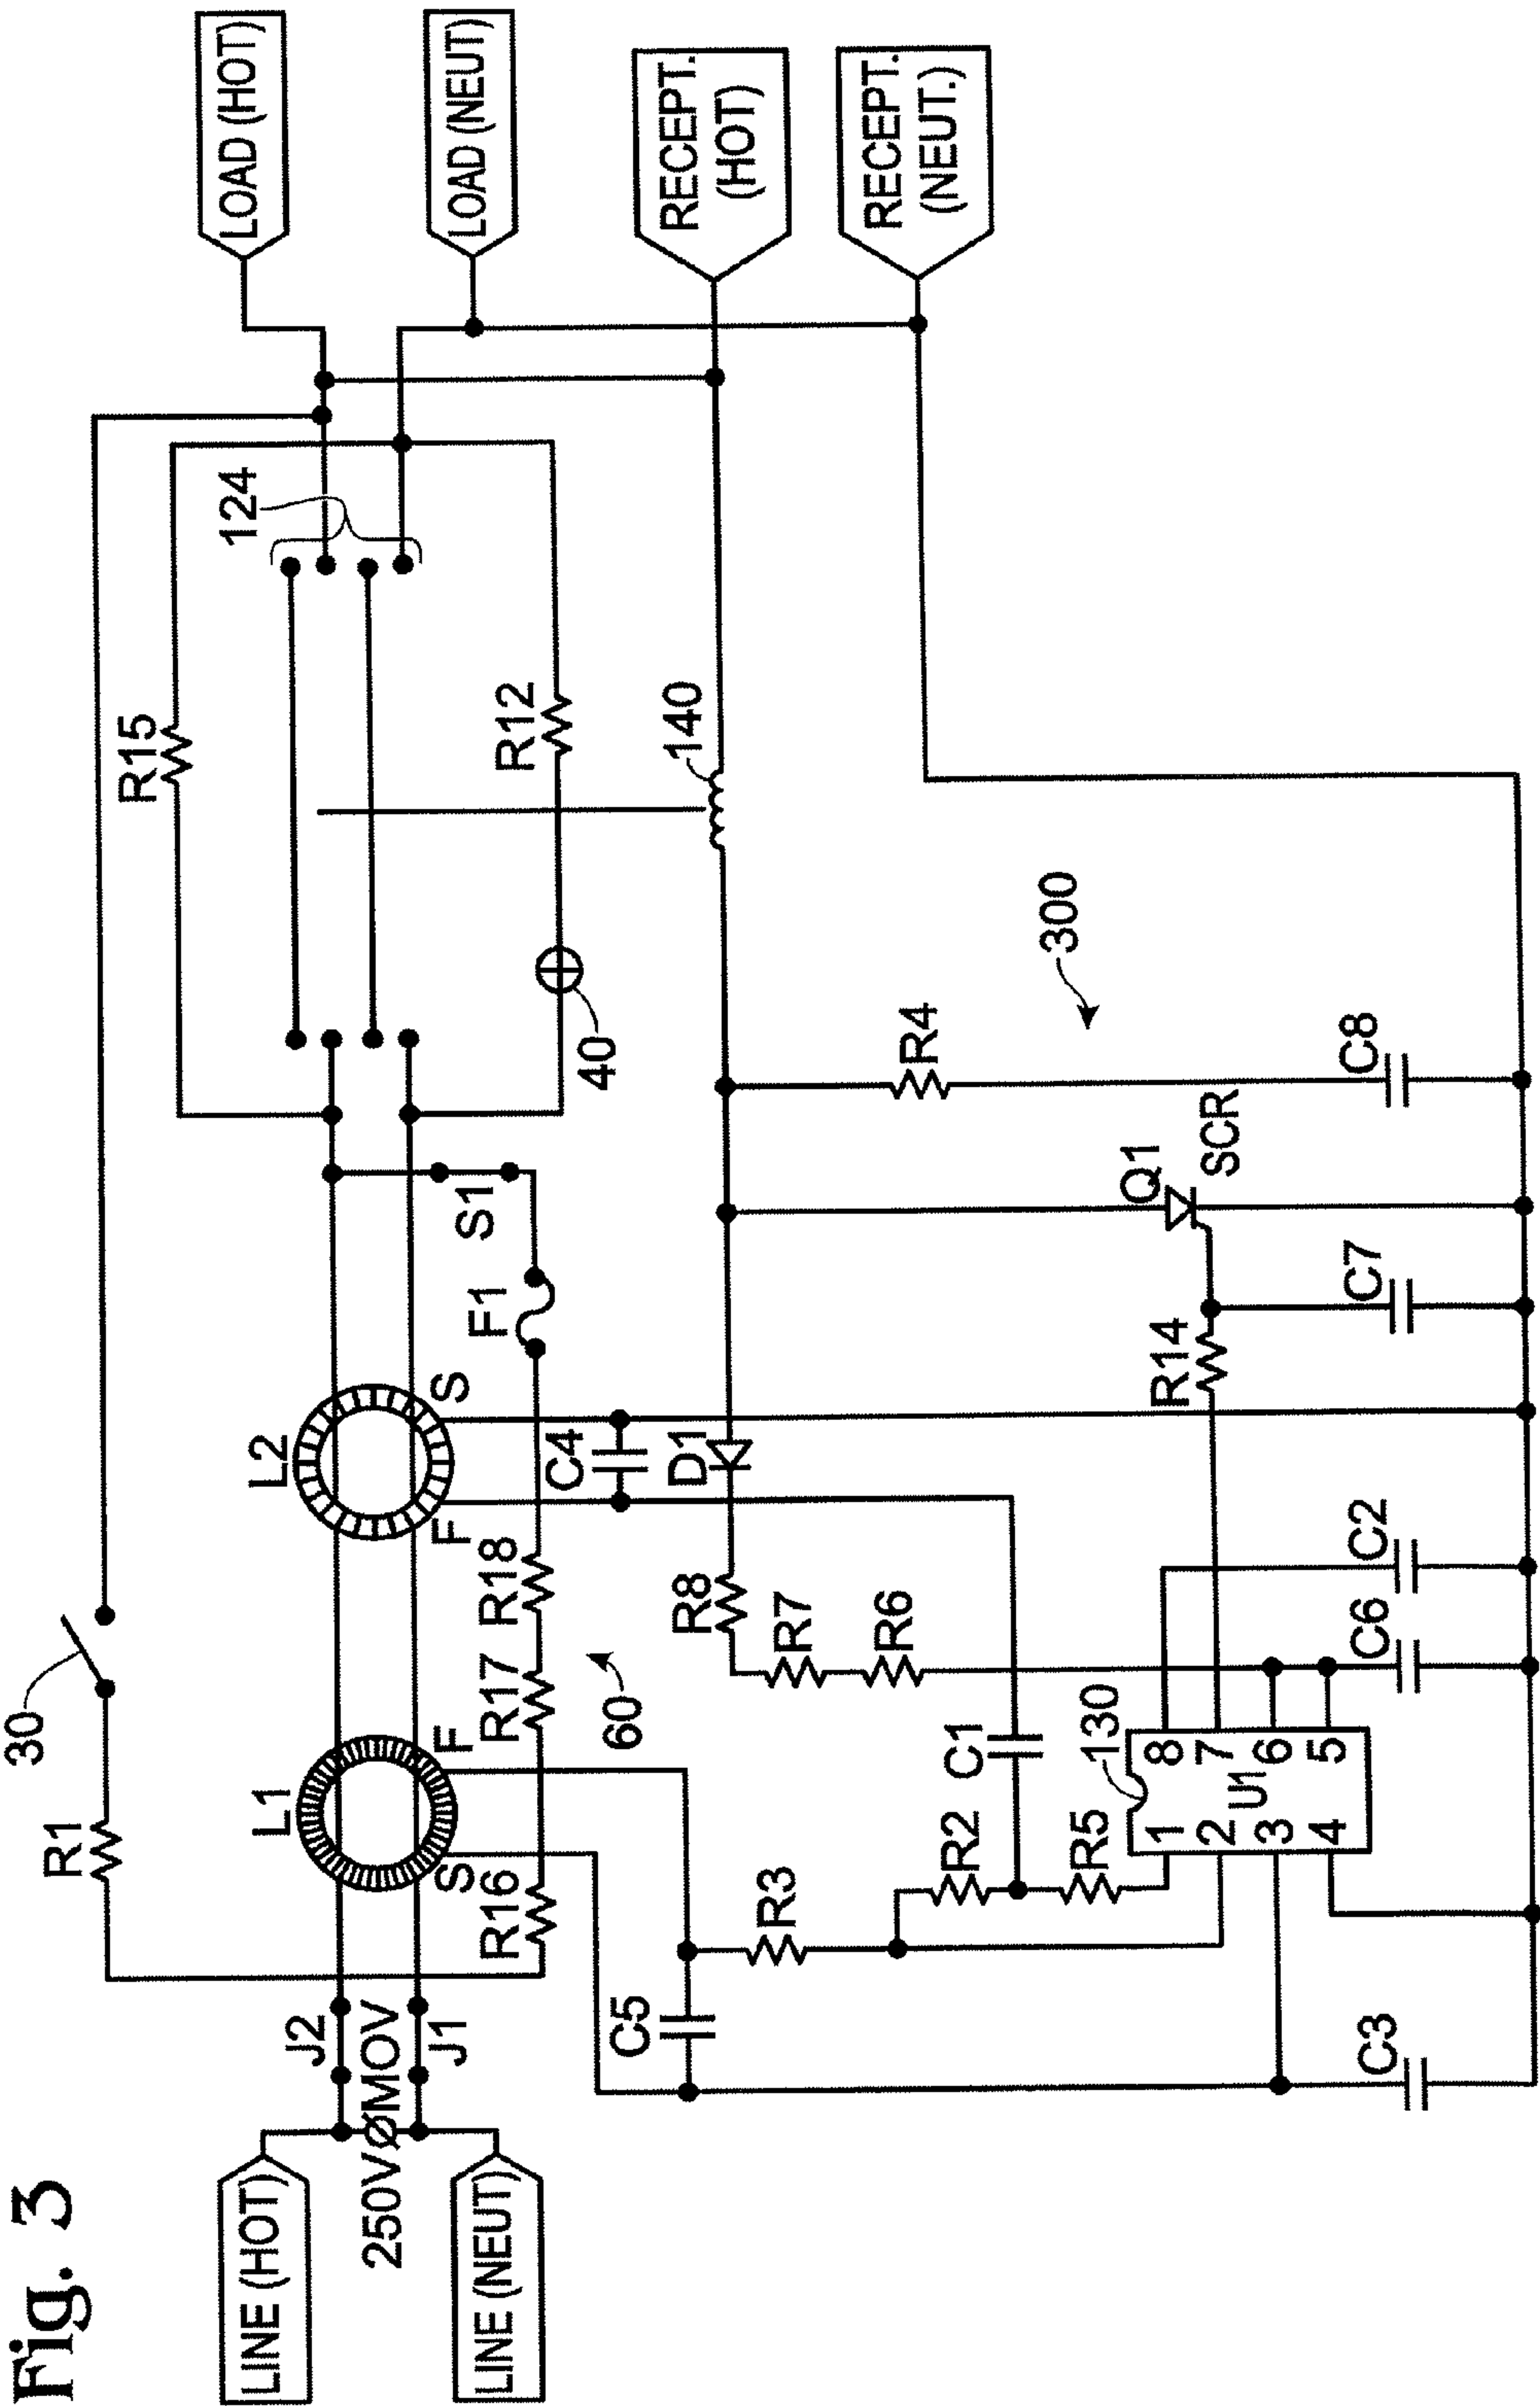 Fig. 3
30
R1
LINE (HOT)
LINE (NEUT)
250V
MOV
J2
J1
L1
S
F
L2
F
S
R16
R17
R18
60
F1
S1
R15
124
R12
40
140
LOAD (HOT)
LOAD (NEUT)
RECEPT.
(HOT)
RECEPT.
(NEUT.)
C5
C4
D1
R8
R7
R6
R3
R2
R5
C1
130
U1
1
2
3
4
8
7
6
5
C3
C6
C2
R14
C7
Q1
SCR
R4
C8
300